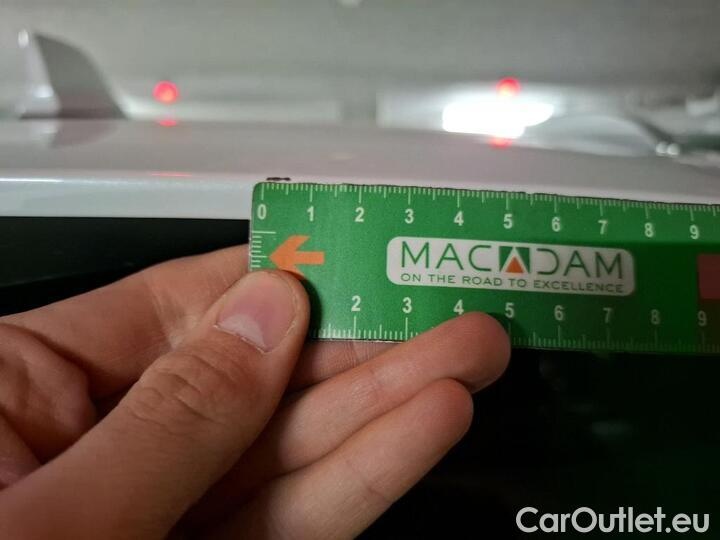 0 1 2 3 4 5 6 7 8 9
MACADAM
ON THE ROAD TO EXCELLENCE
2 3 4 5 6 7 8 9
CarOutlet.eu